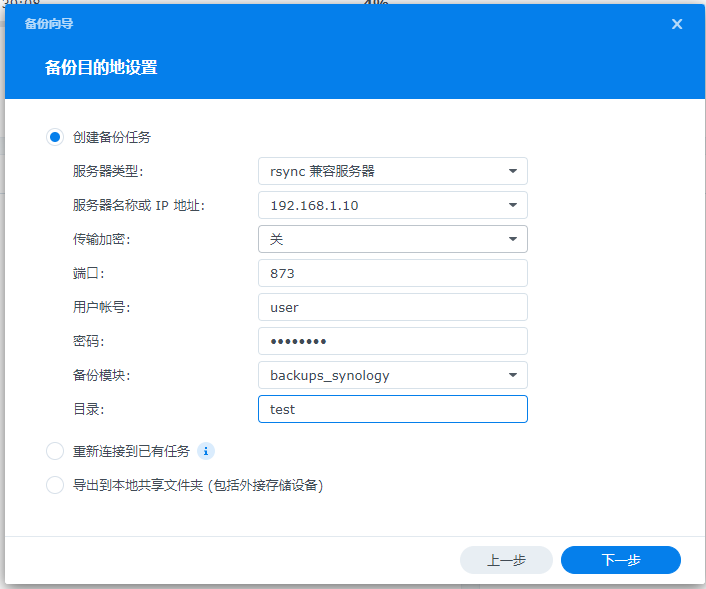 备份向导
备份目的地设置
创建备份任务
服务器类型: rsync 兼容服务器
服务器名称或 IP 地址: 192.168.1.10
传输加密: 关
端口: 873
用户帐号: user
密码: ••••••••
备份模块: backups_synology
目录: test
重新连接到已有任务
导出到本地共享文件夹 (包括外接存储设备)
上一步 下一步